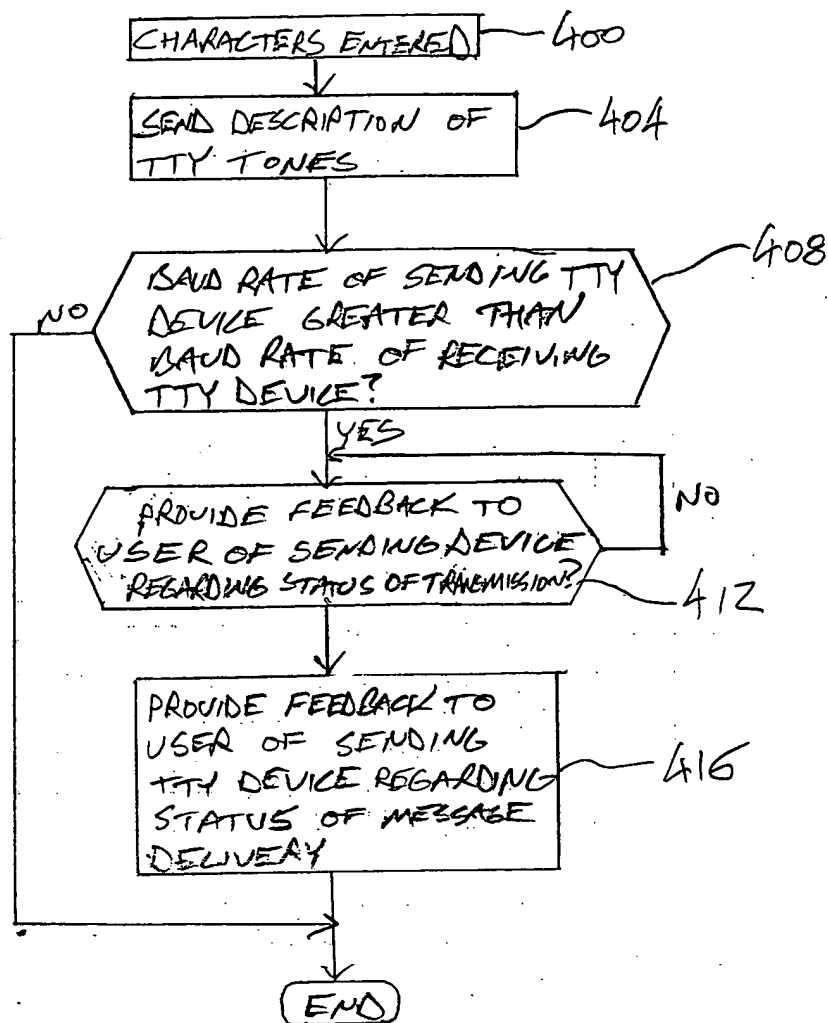 CHARACTERS ENTERED
400
SEND DESCRIPTION OF
TTY TONES
404
BAUD RATE OF SENDING TTY
DEVICE GREATER THAN
BAUD RATE OF RECEIVING
TTY DEVICE?
408
NO
YES
PROVIDE FEEDBACK TO
USER OF SENDING DEVICE
REGARDING STATUS OF TRANSMISSION?
NO
412
PROVIDE FEEDBACK TO
USER OF SENDING
TTY DEVICE REGARDING
STATUS OF MESSAGE
DELIVERY
416
END